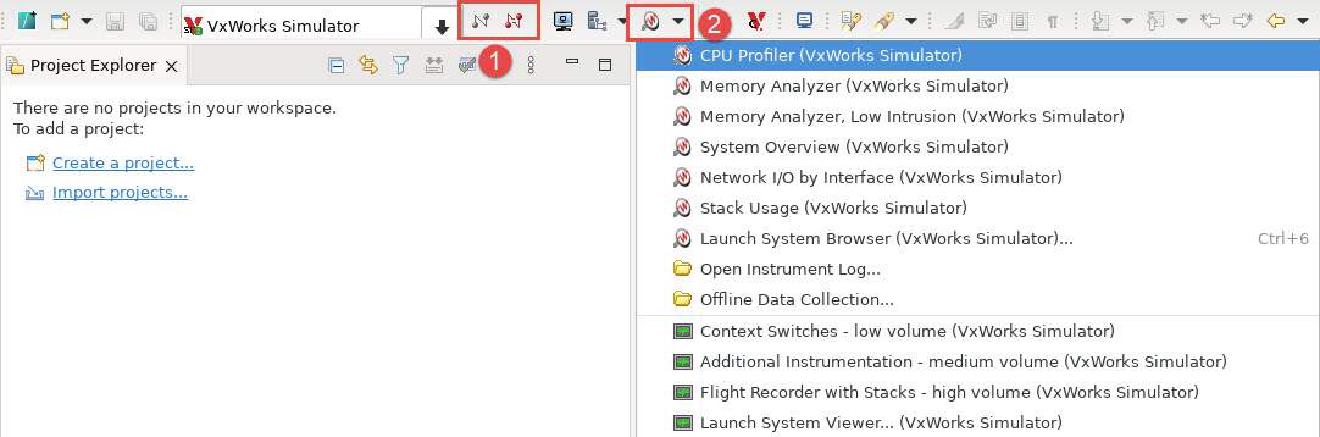 VxWorks Simulator
1
2
Project Explorer
There are no projects in your workspace.
To add a project:
Create a project...
Import projects...
CPU Profiler (VxWorks Simulator)
Memory Analyzer (VxWorks Simulator)
Memory Analyzer, Low Intrusion (VxWorks Simulator)
System Overview (VxWorks Simulator)
Network I/O by Interface (VxWorks Simulator)
Stack Usage (VxWorks Simulator)
Launch System Browser (VxWorks Simulator)... Ctrl+6
Open Instrument Log...
Offline Data Collection...
Context Switches - low volume (VxWorks Simulator)
Additional Instrumentation - medium volume (VxWorks Simulator)
Flight Recorder with Stacks - high volume (VxWorks Simulator)
Launch System Viewer... (VxWorks Simulator)